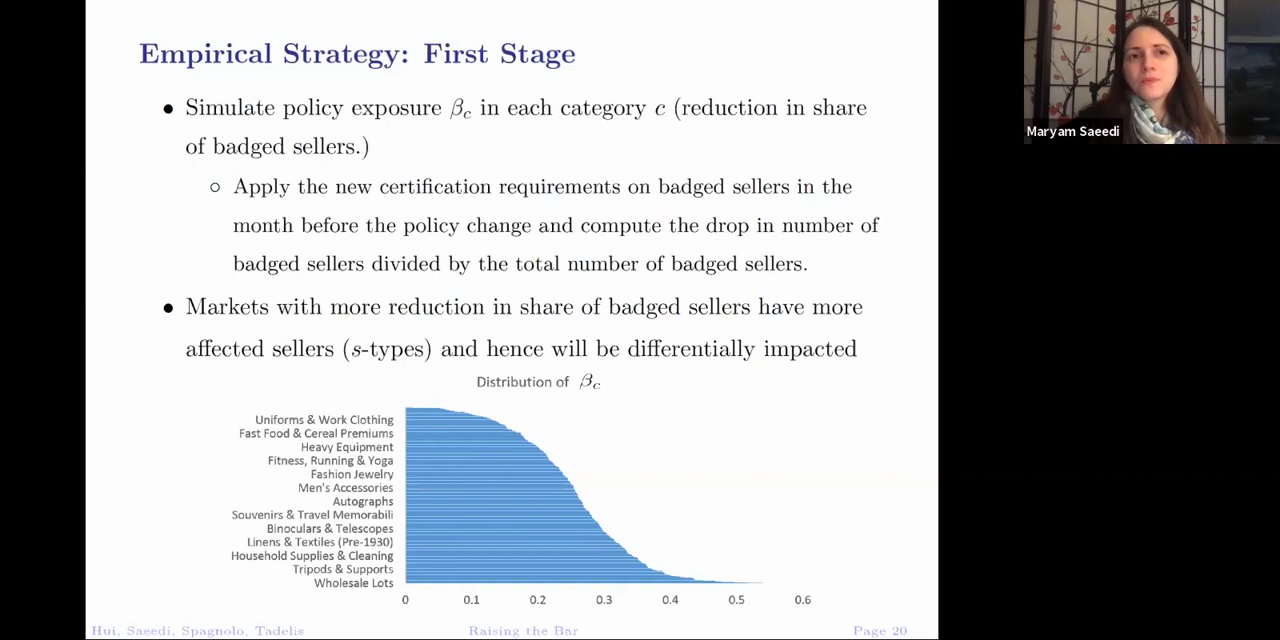 Empirical Strategy: First Stage
• Simulate policy exposure βc in each category c (reduction in share
of badged sellers.)
○ Apply the new certification requirements on badged sellers in the
month before the policy change and compute the drop in number of
badged sellers divided by the total number of badged sellers.
• Markets with more reduction in share of badged sellers have more
affected sellers (s-types) and hence will be differentially impacted
Distribution of βc
Uniforms & Work Clothing
Fast Food & Cereal Premiums
Heavy Equipment
Fitness, Running & Yoga
Fashion Jewelry
Men's Accessories
Autographs
Souvenirs & Travel Memorabili
Binoculars & Telescopes
Linens & Textiles (Pre-1930)
Household Supplies & Cleaning
Tripods & Supports
Wholesale Lots
0 0.1 0.2 0.3 0.4 0.5 0.6
Hui, Saeedi, Spagnolo, Tadelis Raising the Bar Page 20
Maryam Saeedi